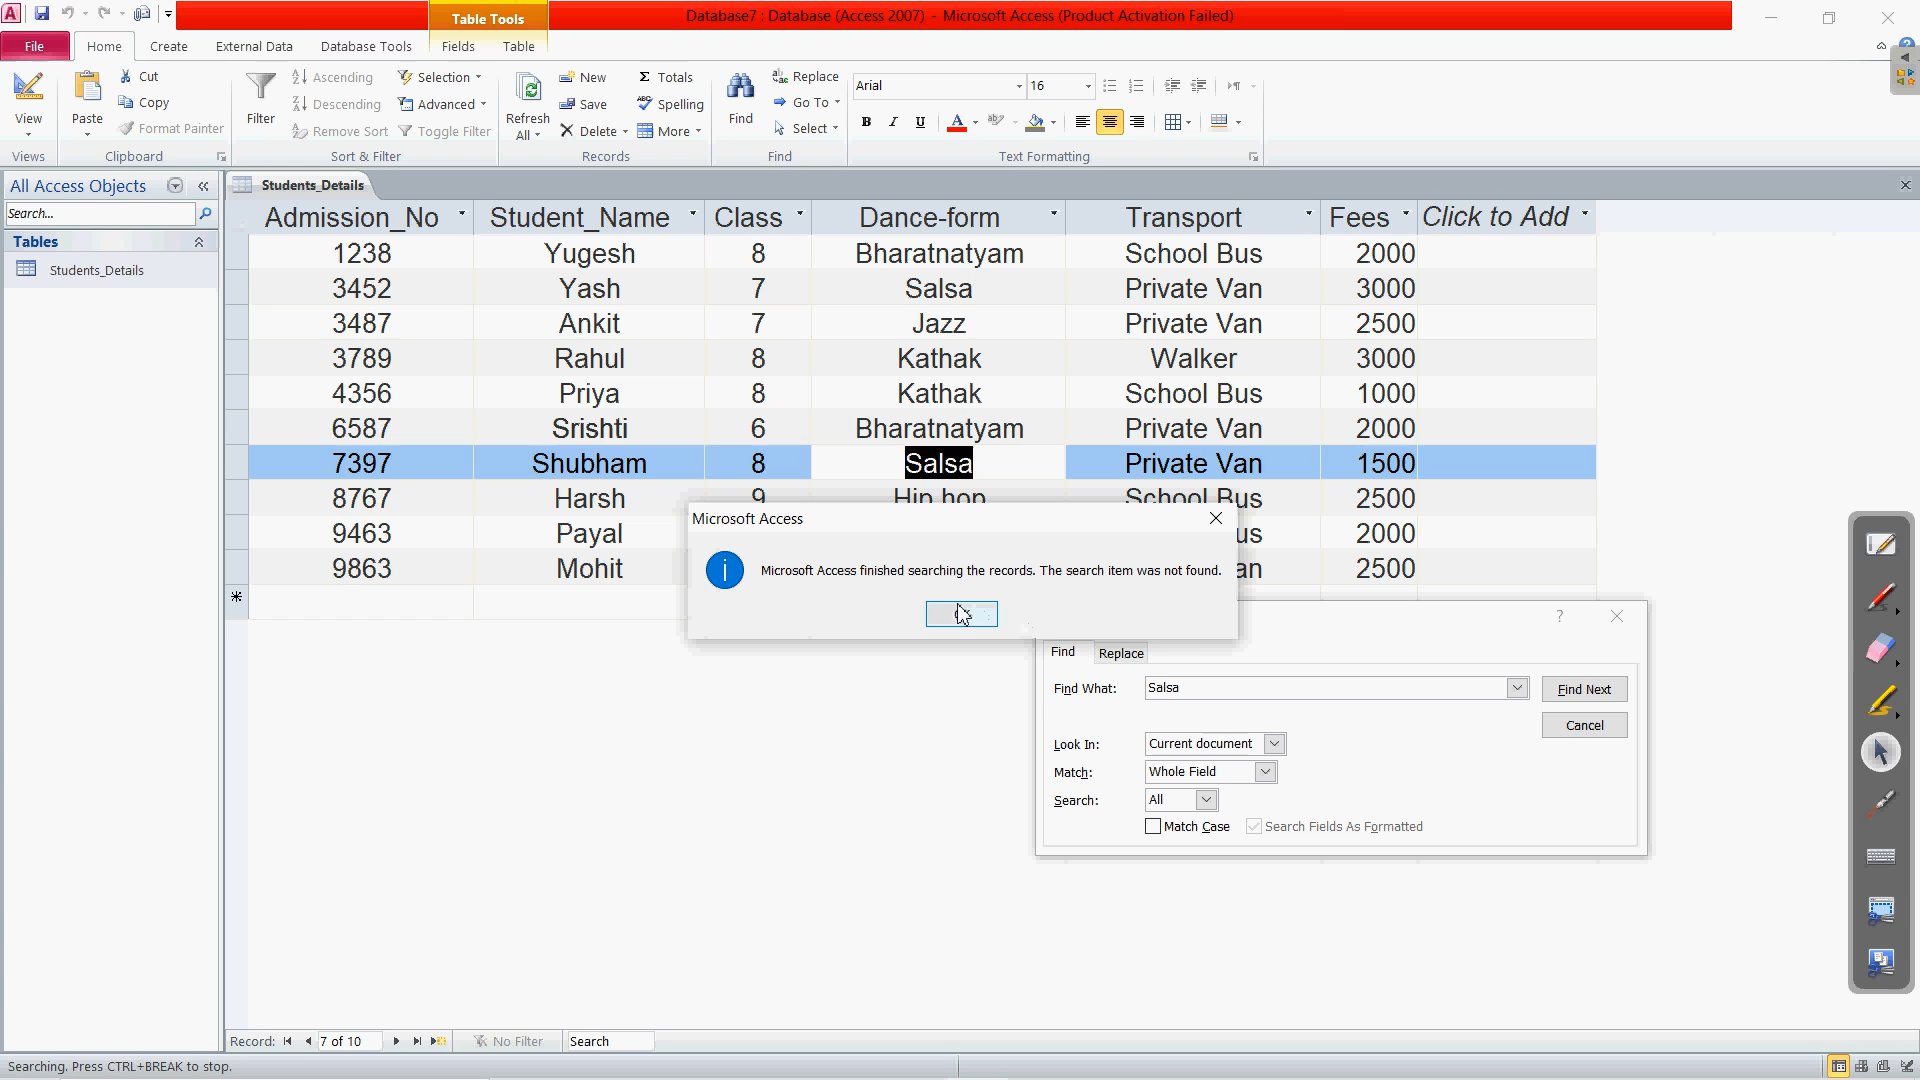 Table Tools
Database7 : Database (Access 2007) - Microsoft Access (Product Activation Failed)
File Home Create External Data Database Tools Fields Table
View
Paste
Cut
Copy
Format Painter
Filter
Ascending
Descending
Remove Sort
Selection
Advanced
Toggle Filter
Refresh
All
New
Save
Delete
Totals
Spelling
More
Find
Replace
Go To
Select
Arial 16
B I U A
Views Clipboard Sort & Filter Records Find Text Formatting
All Access Objects
Search...
Tables
Students_Details
Students_Details
Admission_No Student_Name Class Dance-form Transport Fees Click to Add
1238 Yugesh 8 Bharatnatyam School Bus 2000
3452 Yash 7 Salsa Private Van 3000
3487 Ankit 7 Jazz Private Van 2500
3789 Rahul 8 Kathak Walker 3000
4356 Priya 8 Kathak School Bus 1000
6587 Srishti 6 Bharatnatyam Private Van 2000
7397 Shubham 8 Salsa Private Van 1500
8767 Harsh 9 Hip hop School Bus 2500
9463 Payal us 2000
9863 Mohit an 2500
Microsoft Access
Microsoft Access finished searching the records. The search item was not found.
Find Replace
Find What: Salsa Find Next
Cancel
Look In: Current document
Match: Whole Field
Search: All
Match Case Search Fields As Formatted
Record: 7 of 10 No Filter Search
Searching. Press CTRL+BREAK to stop.